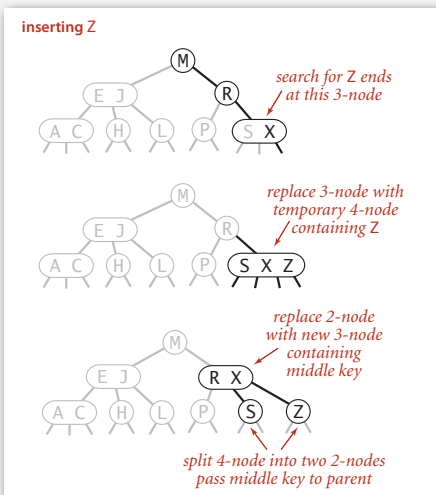 inserting Z
M
search for Z ends
at this 3-node
E J
R
A C H L P S X
replace 3-node with
temporary 4-node
containing Z
M
E J
R
A C H L P S X Z
replace 2-node
with new 3-node
containing
middle key
M
E J R X
A C H L P S Z
split 4-node into two 2-nodes
pass middle key to parent